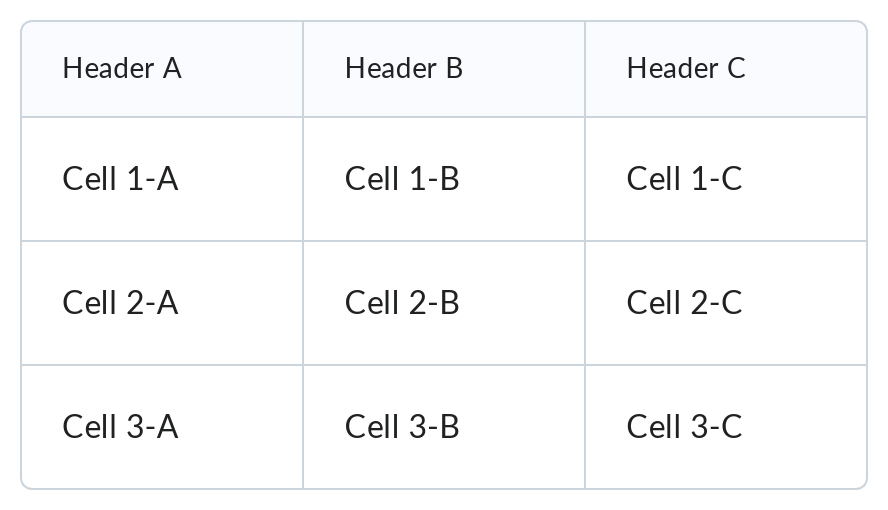 Header A Header B Header C
Cell 1-A Cell 1-B Cell 1-C
Cell 2-A Cell 2-B Cell 2-C
Cell 3-A Cell 3-B Cell 3-C